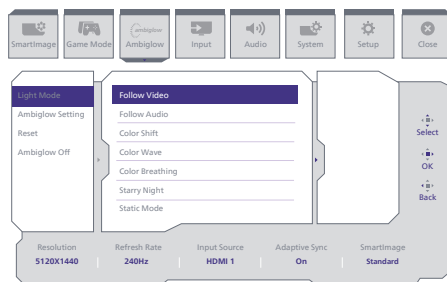 ambiglow
SmartImage Game Mode Ambiglow Input Audio System Setup Close
Light Mode
Ambiglow Setting
Reset
Ambiglow Off
Follow Video
Follow Audio
Color Shift
Color Wave
Color Breathing
Starry Night
Static Mode
Select
OK
Back
Resolution Refresh Rate Input Source Adaptive Sync SmartImage
5120X1440 240Hz HDMI 1 On Standard